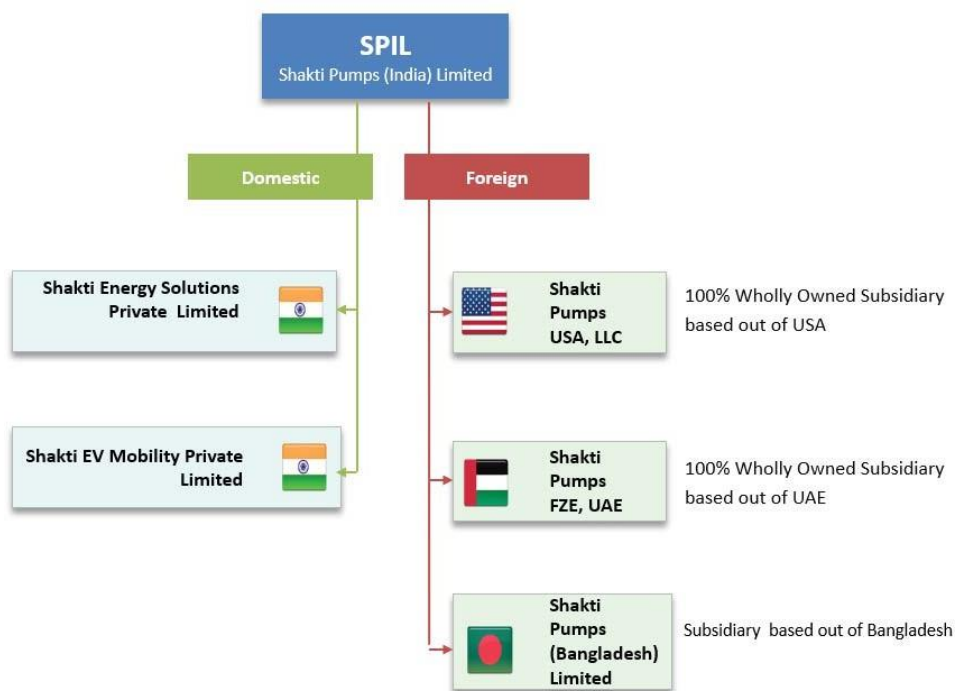 SPIL
Shakti Pumps (India) Limited
Domestic
Foreign
Shakti Energy Solutions
Private Limited
Shakti EV Mobility Private
Limited
Shakti
Pumps
USA, LLC
100% Wholly Owned Subsidiary
based out of USA
Shakti
Pumps
FZE, UAE
100% Wholly Owned Subsidiary
based out of UAE
Shakti
Pumps
(Bangladesh)
Limited
Subsidiary based out of Bangladesh